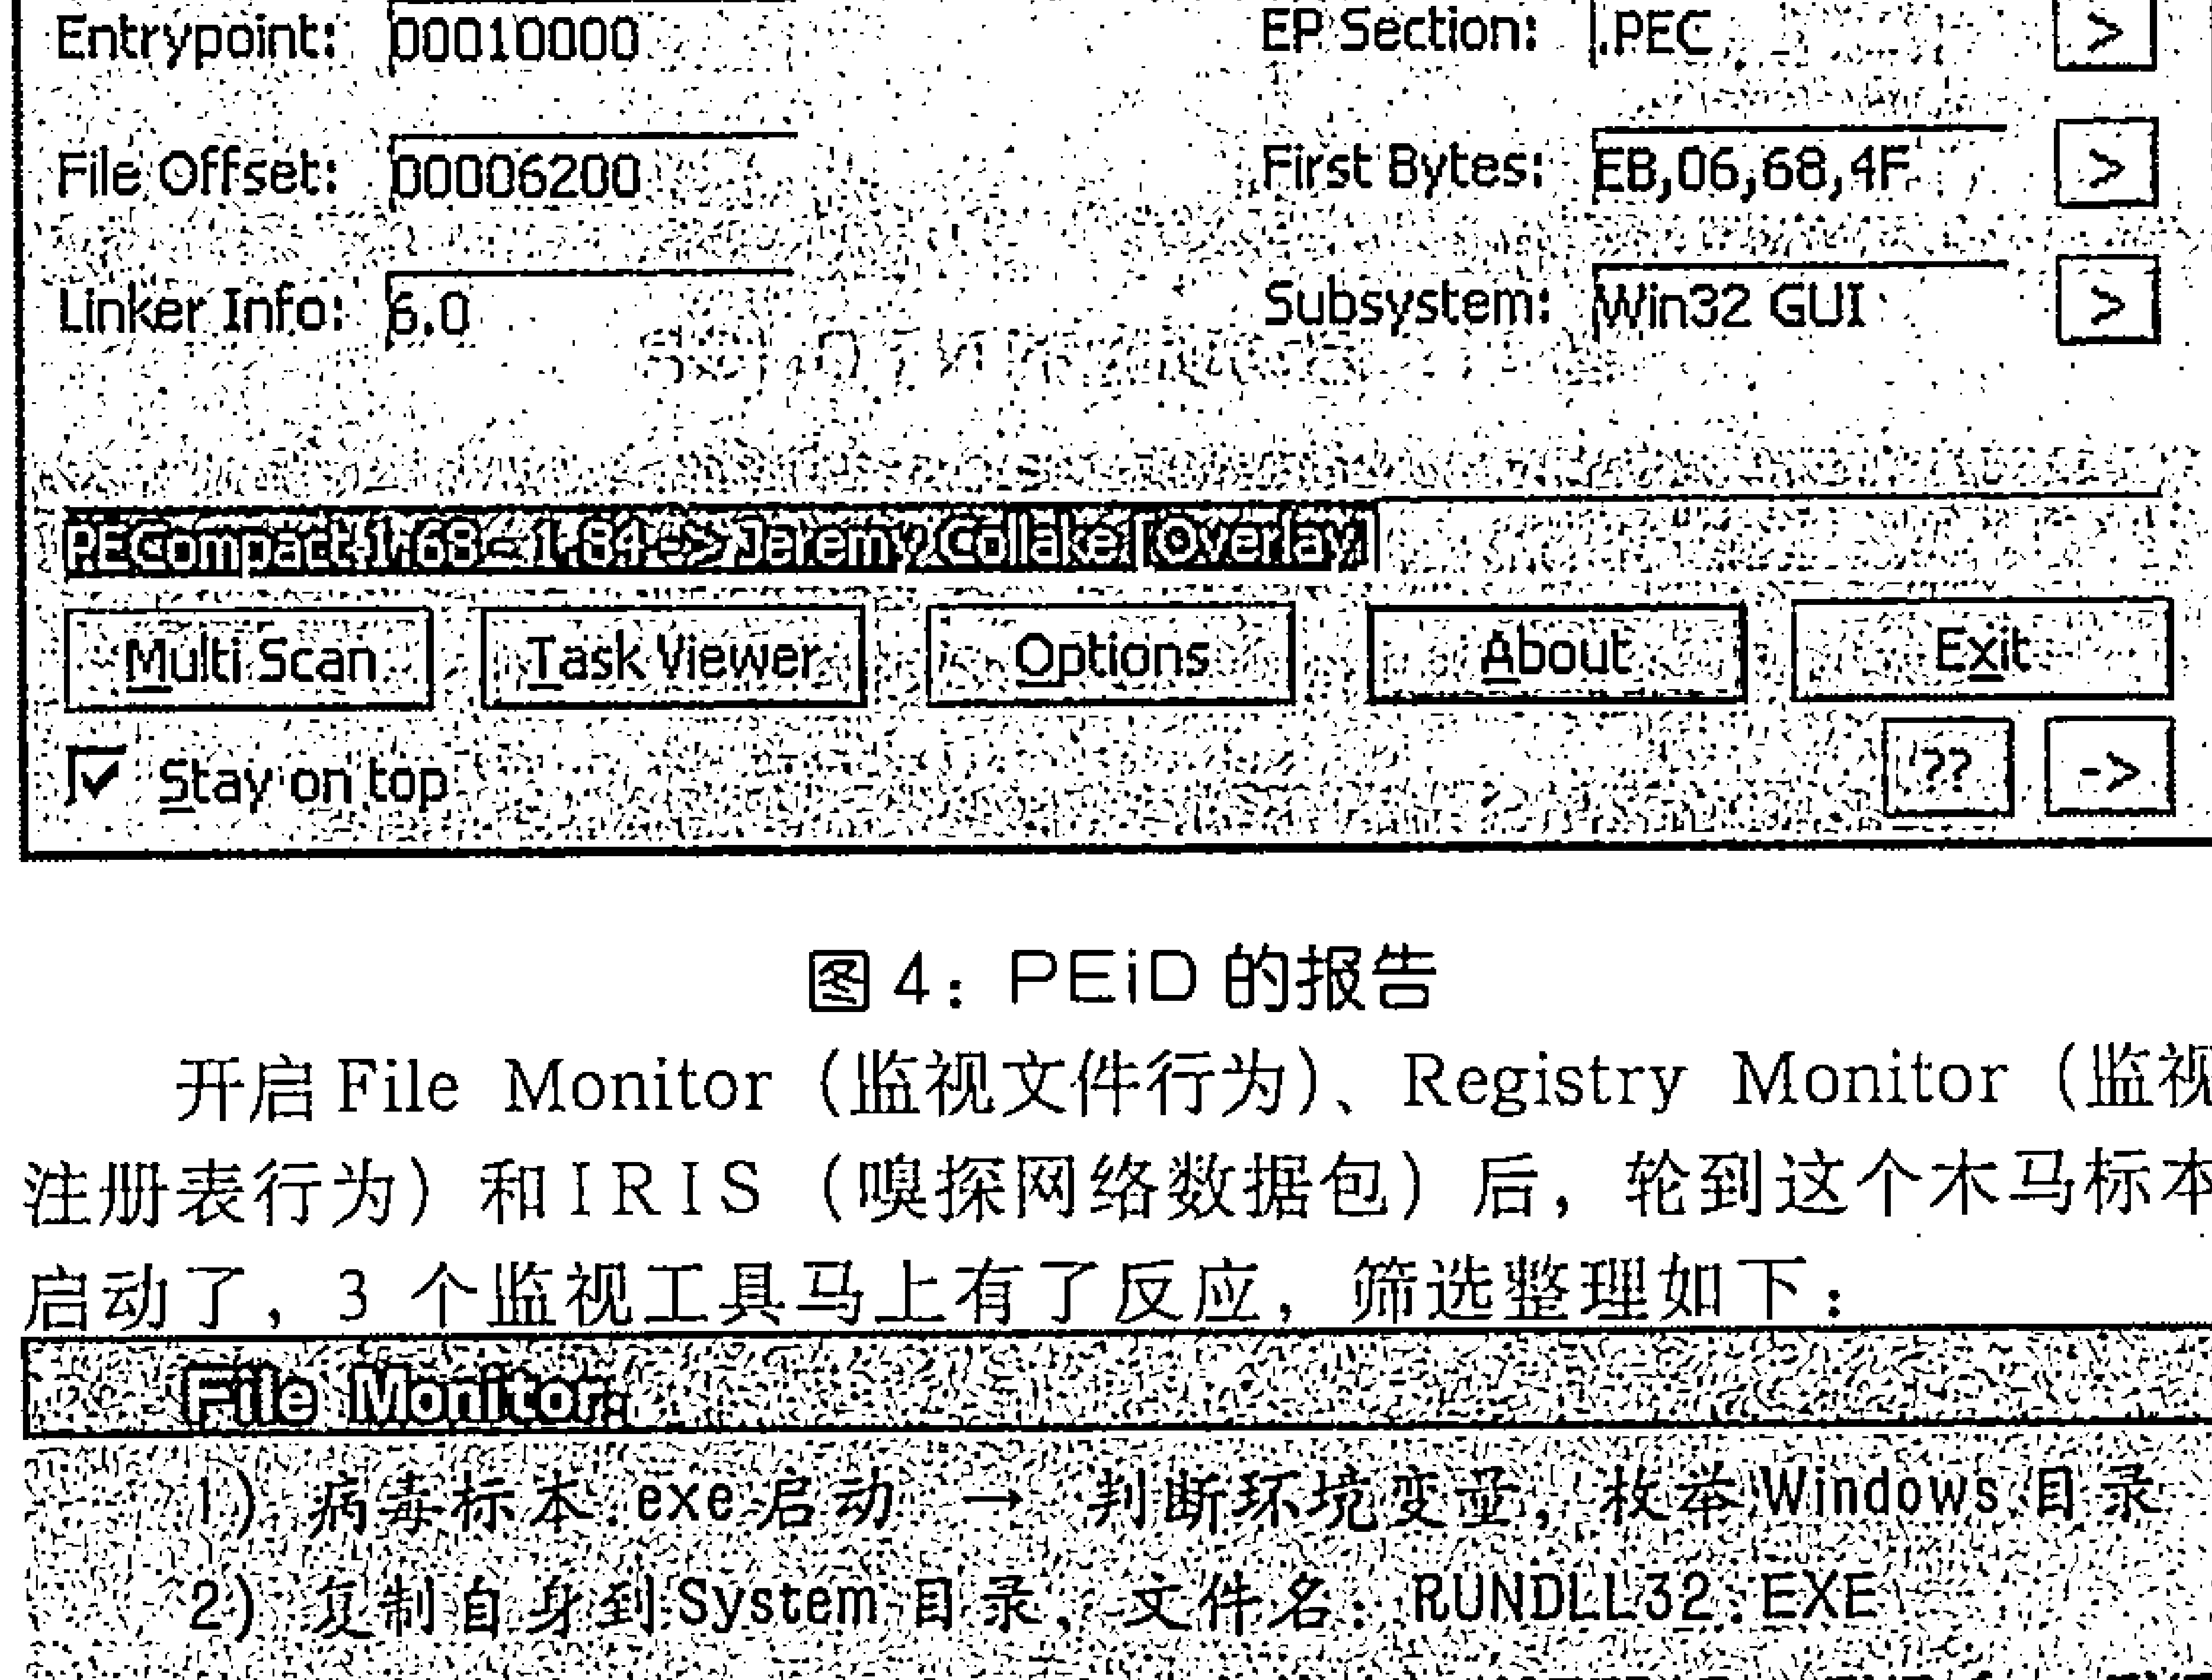 Entrypoint: 00010000 EP Section: .PEC >
File Offset: 00006200 First Bytes: EB,06,68,4F >
Linker Info: 6.0 Subsystem: Win32 GUI >
PECompact 1.68 - 1.84 -> Jeremy Collake [Overlay]
Multi Scan Task Viewer Options About Exit
Stay on top ?? ->
图 4：PEiD 的报告
开启 File Monitor（监视文件行为）、Registry Monitor（监视
注册表行为）和 IRIS（嗅探网络数据包）后，轮到这个木马标本
启动了，3 个监视工具马上有了反应，筛选整理如下：
File Monitor:
1) 病毒标本.exe 启动 → 判断环境变量，枚举 Windows 目录
2) 复制自身到 System 目录，文件名：RUNDLL32.EXE